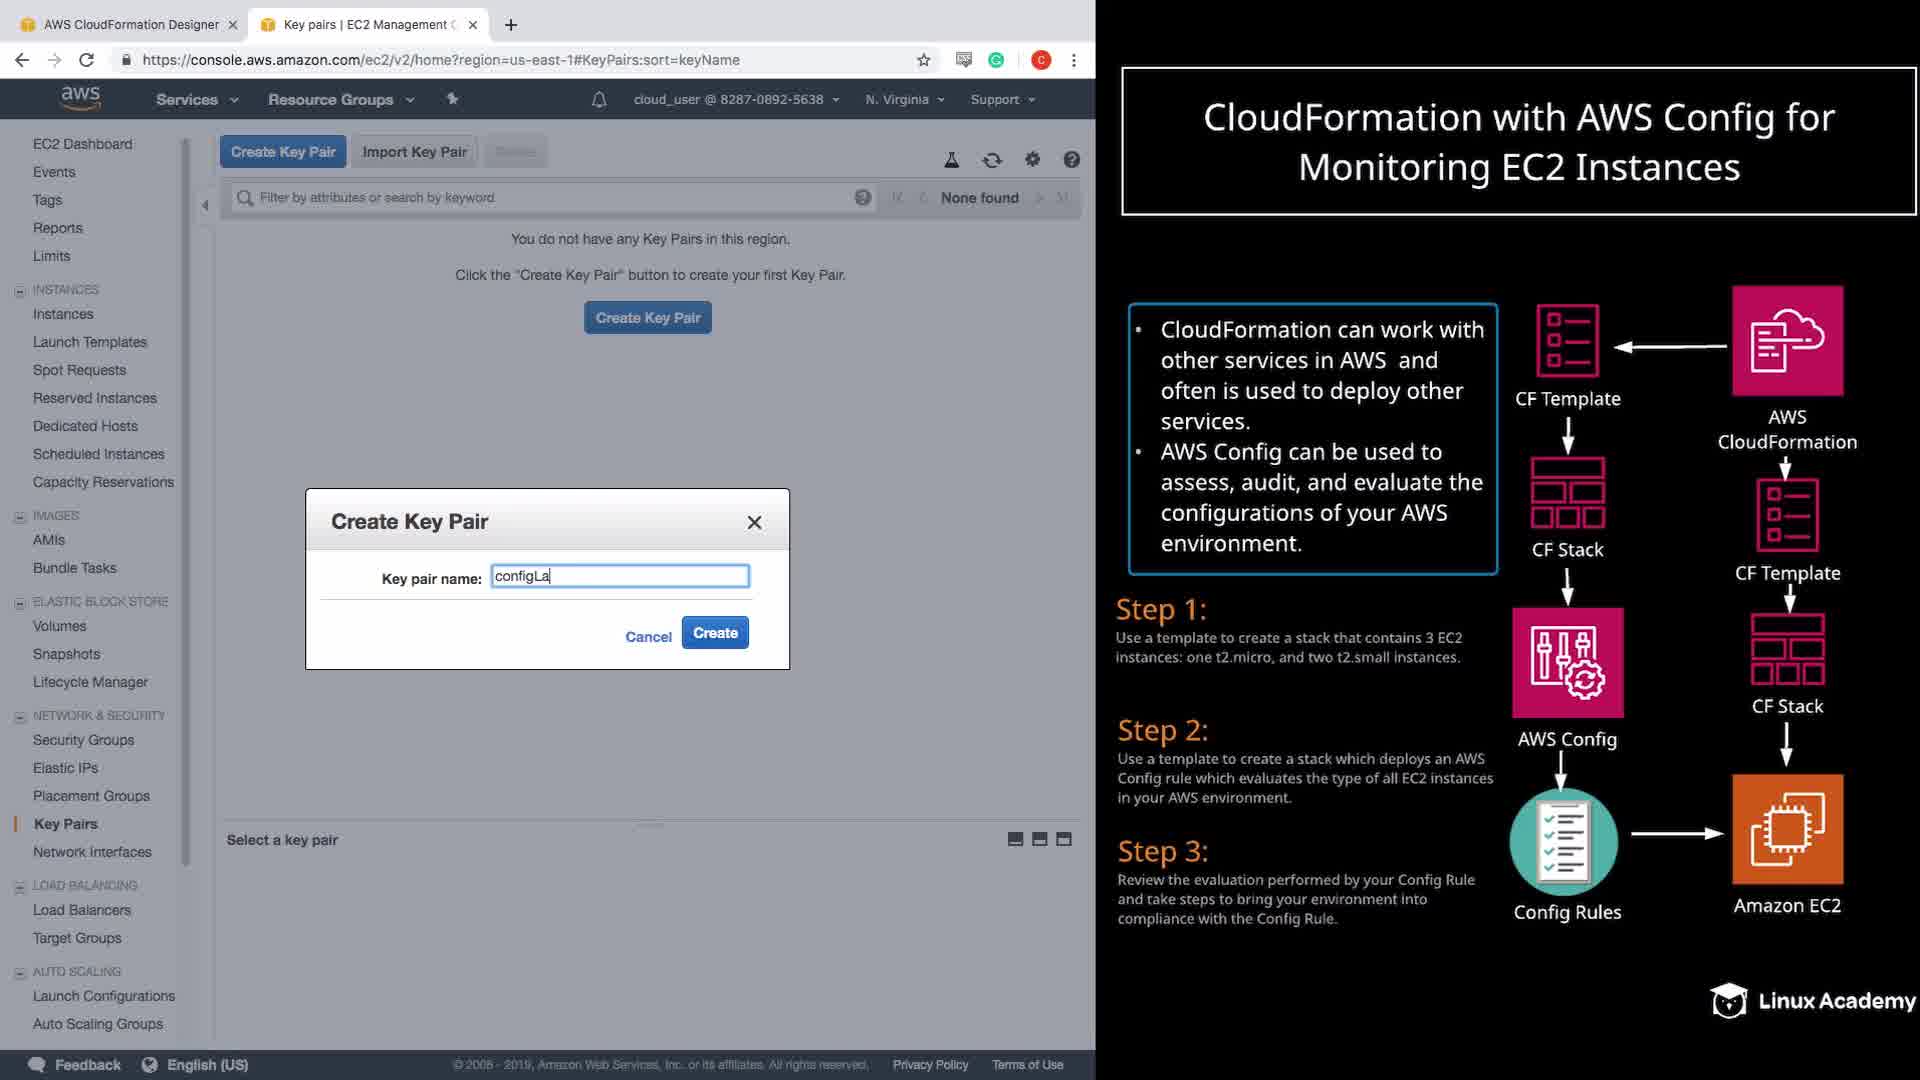 AWS CloudFormation Designer
Key pairs | EC2 Management C
https://console.aws.amazon.com/ec2/v2/home?region=us-east-1#KeyPairs:sort=keyName
C
aws
Services
Resource Groups
cloud_user @ 8287-0892-5638
N. Virginia
Support
EC2 Dashboard
Events
Tags
Reports
Limits
INSTANCES
Instances
Launch Templates
Spot Requests
Reserved Instances
Dedicated Hosts
Scheduled Instances
Capacity Reservations
IMAGES
AMIs
Bundle Tasks
ELASTIC BLOCK STORE
Volumes
Snapshots
Lifecycle Manager
NETWORK & SECURITY
Security Groups
Elastic IPs
Placement Groups
Key Pairs
Network Interfaces
LOAD BALANCING
Load Balancers
Target Groups
AUTO SCALING
Launch Configurations
Auto Scaling Groups
Create Key Pair
Import Key Pair
Filter by attributes or search by keyword
None found
You do not have any Key Pairs in this region.
Click the "Create Key Pair" button to create your first Key Pair.
Create Key Pair
Create Key Pair
Key pair name:
configLa
Cancel
Create
Select a key pair
Feedback
English (US)
© 2008 - 2019, Amazon Web Services, Inc. or its affiliates. All rights reserved.
Privacy Policy
Terms of Use
CloudFormation with AWS Config for
Monitoring EC2 Instances
• CloudFormation can work with
other services in AWS and
often is used to deploy other
services.
• AWS Config can be used to
assess, audit, and evaluate the
configurations of your AWS
environment.
Step 1:
Use a template to create a stack that contains 3 EC2
instances: one t2.micro, and two t2.small instances.
Step 2:
Use a template to create a stack which deploys an AWS
Config rule which evaluates the type of all EC2 instances
in your AWS environment.
Step 3:
Review the evaluation performed by your Config Rule
and take steps to bring your environment into
compliance with the Config Rule.
CF Template
CF Stack
AWS Config
Config Rules
AWS
CloudFormation
CF Template
CF Stack
Amazon EC2
Linux Academy